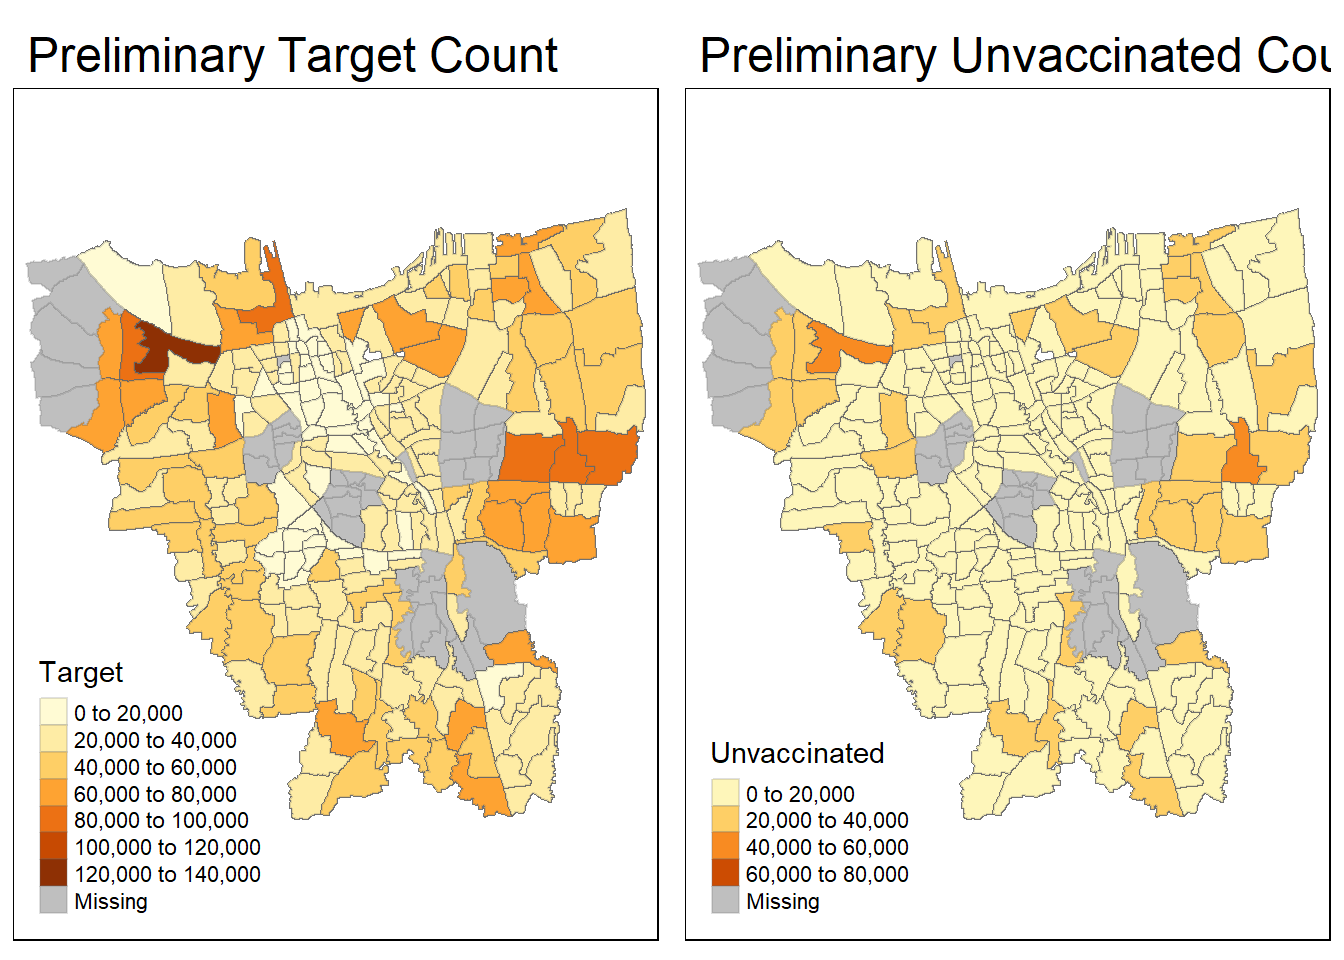 Preliminary Target Count
Preliminary Unvaccinated Cou
Target
0 to 20,000
20,000 to 40,000
40,000 to 60,000
60,000 to 80,000
80,000 to 100,000
100,000 to 120,000
120,000 to 140,000
Missing
Unvaccinated
0 to 20,000
20,000 to 40,000
40,000 to 60,000
60,000 to 80,000
Missing